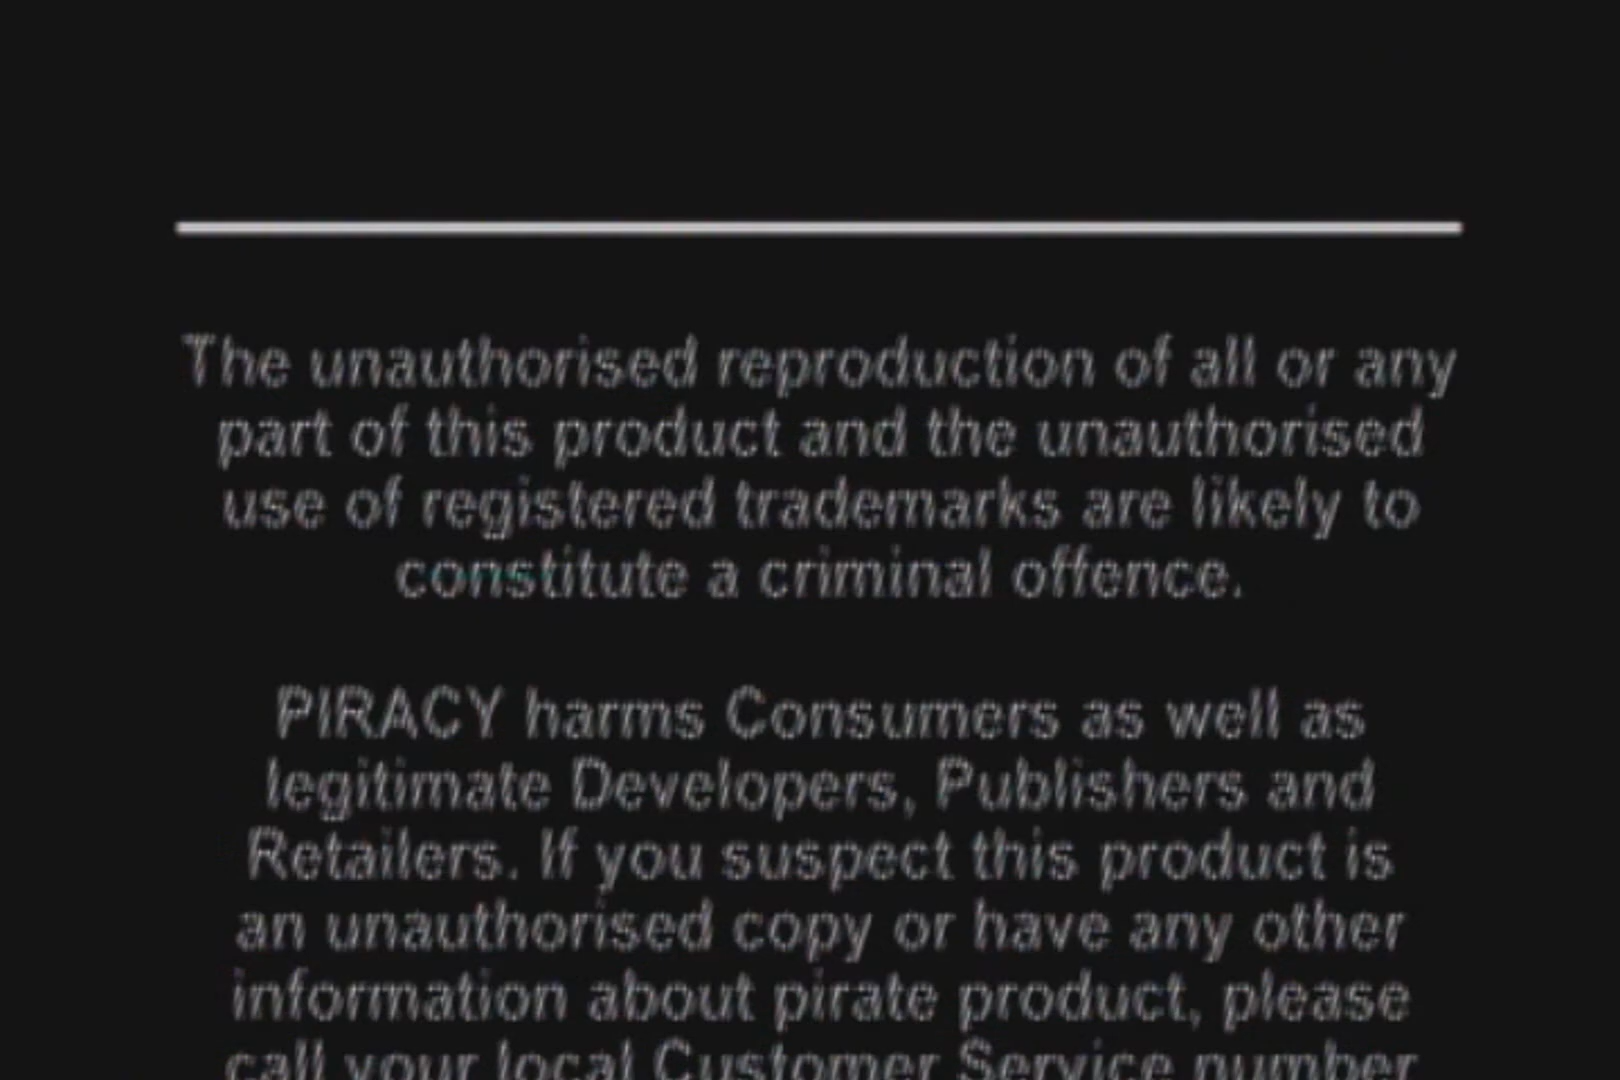 The unauthorised reproduction of all or any
part of this product and the unauthorised
use of registered trademarks are likely to
constitute a criminal offence.
PIRACY harms Consumers as well as
legitimate Developers, Publishers and
Retailers. If you suspect this product is
an unauthorised copy or have any other
information about pirate product, please
call your local Customer Service number